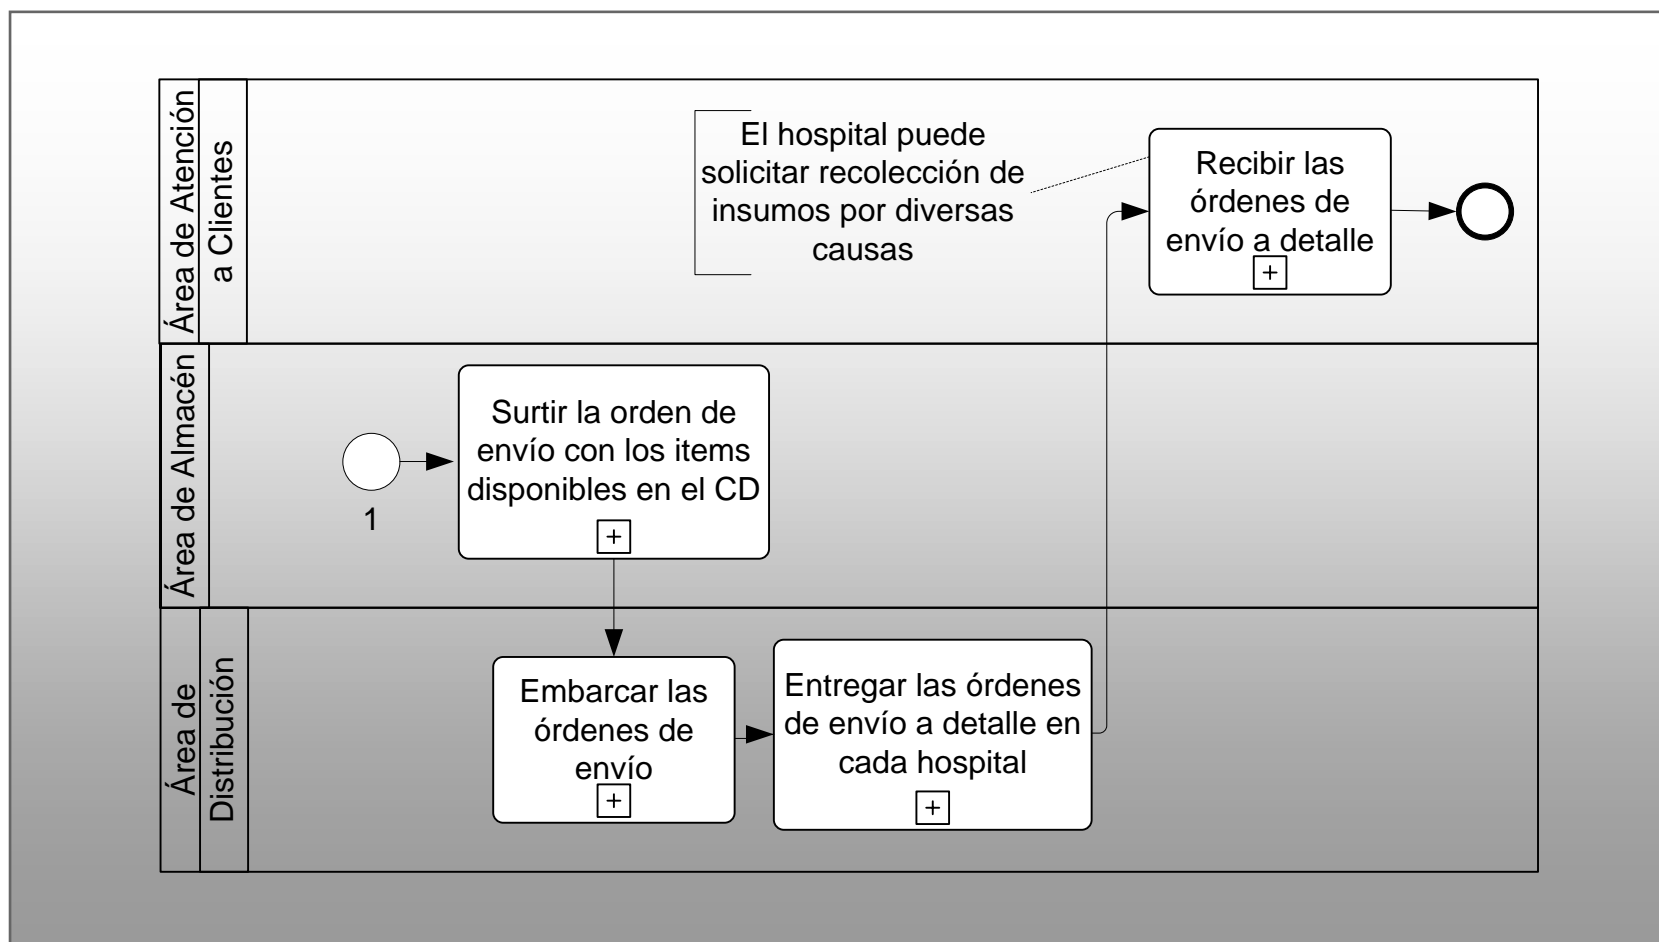 Área de Atención
a Clientes
El hospital puede
solicitar recolección de
insumos por diversas
causas
Recibir las
órdenes de
envío a detalle
+
Área de Almacén
1
Surtir la orden de
envío con los items
disponibles en el CD
+
Área de
Distribución
Embarcar las
órdenes de
envío
+
Entregar las órdenes
de envío a detalle en
cada hospital
+